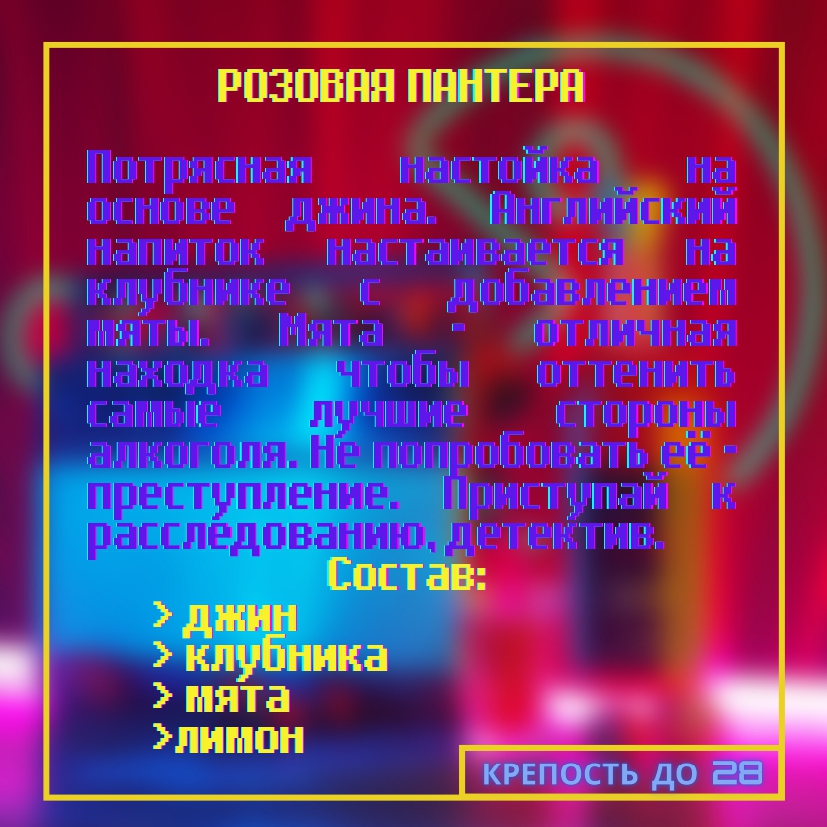 РОЗОВАЯ ПАНТЕРА
Потрясная настойка на
основе джина. Английский
напиток настаивается на
клубнике с добавлением
мяты. Мята - отличная
находка чтобы оттенить
самые лучшие стороны
алкоголя. Не попробовать её -
преступление. Приступай к
расследованию, детектив.
Состав:
> джин
> клубника
> мята
>лимон
КРЕПОСТЬ ДО 28